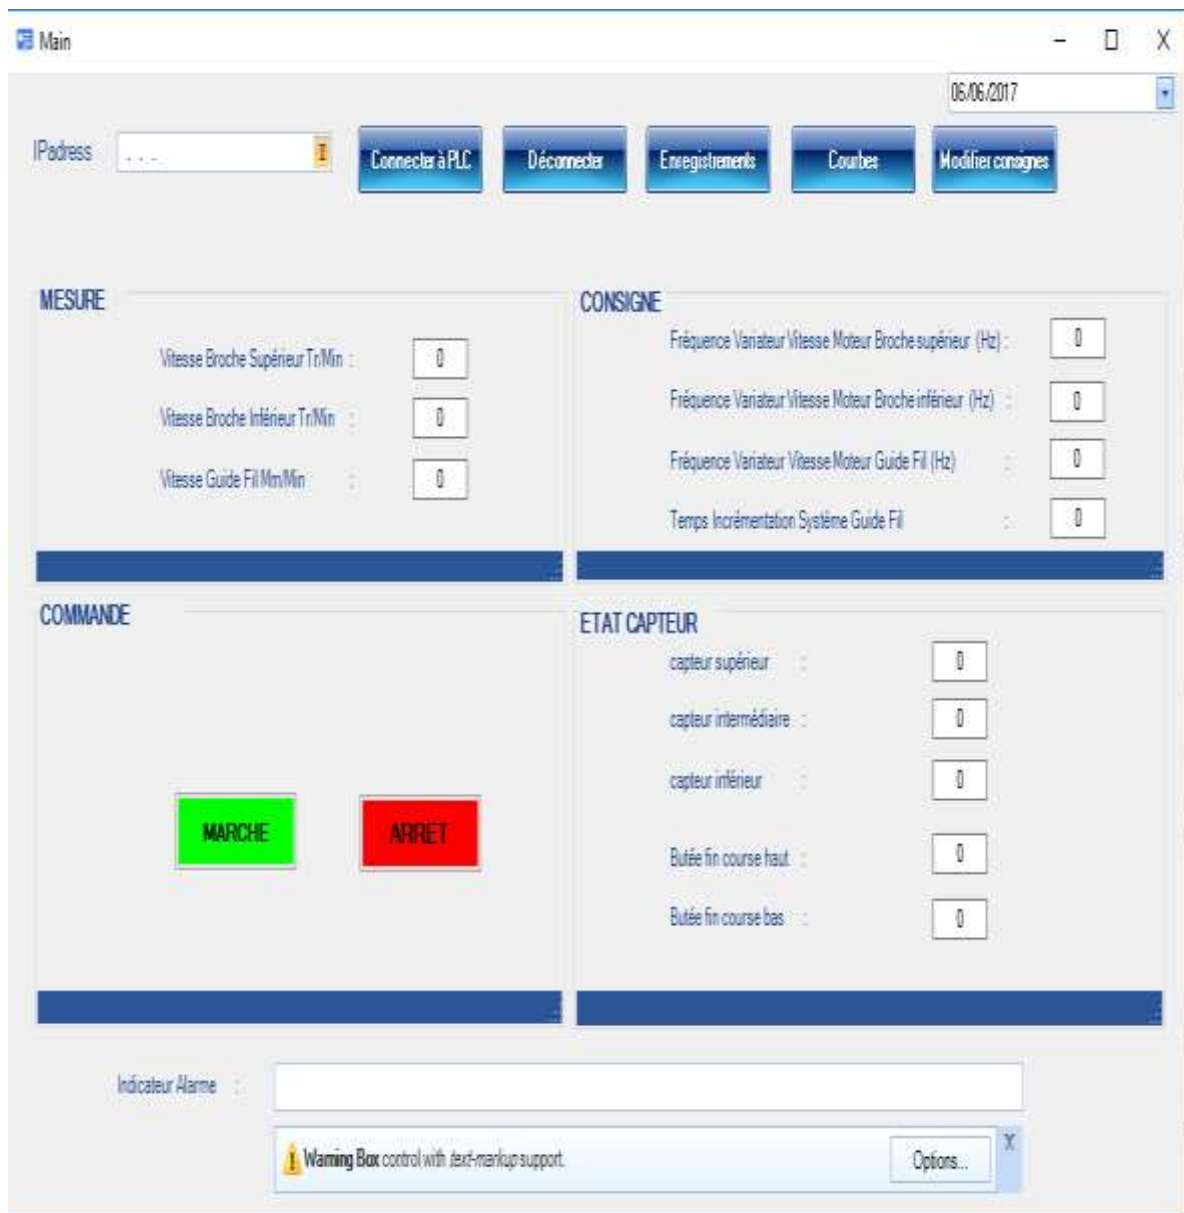 Main
06/06/2017
IPadress . . .
Connecter à PLC
Déconnecter
Enregistrements
Courbes
Modifier consignes
MESURE
Vitesse Broche Supérieur Tr/Min : 0
Vitesse Broche Inférieur Tr/Min : 0
Vitesse Guide Fil Mm/Min : 0
CONSIGNE
Fréquence Variateur Vitesse Moteur Broche supérieur (Hz) : 0
Fréquence Variateur Vitesse Moteur Broche inférieur (Hz) : 0
Fréquence Variateur Vitesse Moteur Guide Fil (Hz) : 0
Temps Incrémentation Système Guide Fil : 0
COMMANDE
MARCHE
ARRET
ETAT CAPTEUR
capteur supérieur : 0
capteur intermédiaire : 0
capteur inférieur : 0
Butée fin course haut : 0
Butée fin course bas : 0
Indicateur Alarme :
Warning Box control with text-markup support.
Options...
X